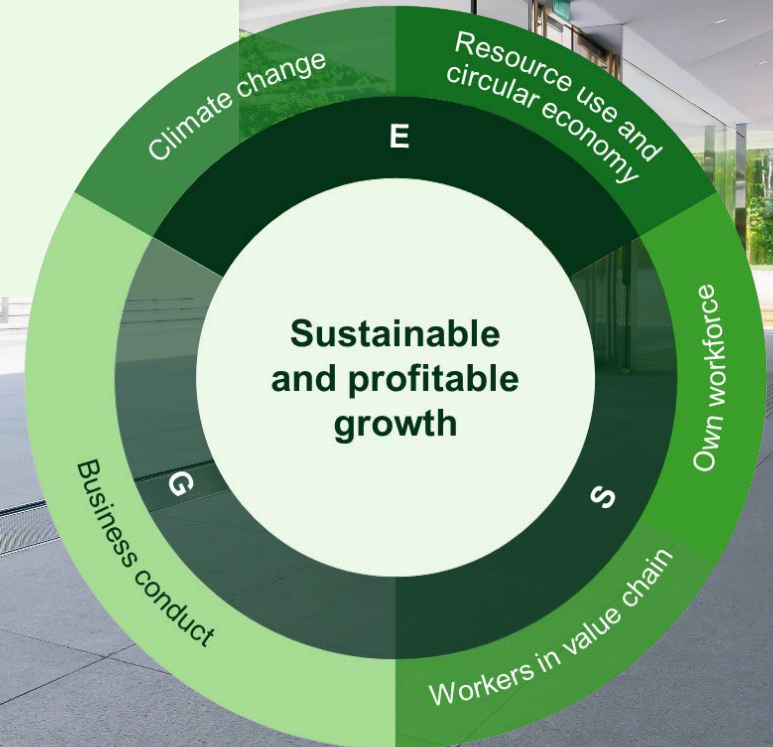 Climate change
Resource use and
circular economy
E
Sustainable
and profitable
growth
Own workforce
G
S
Business conduct
Workers in value chain